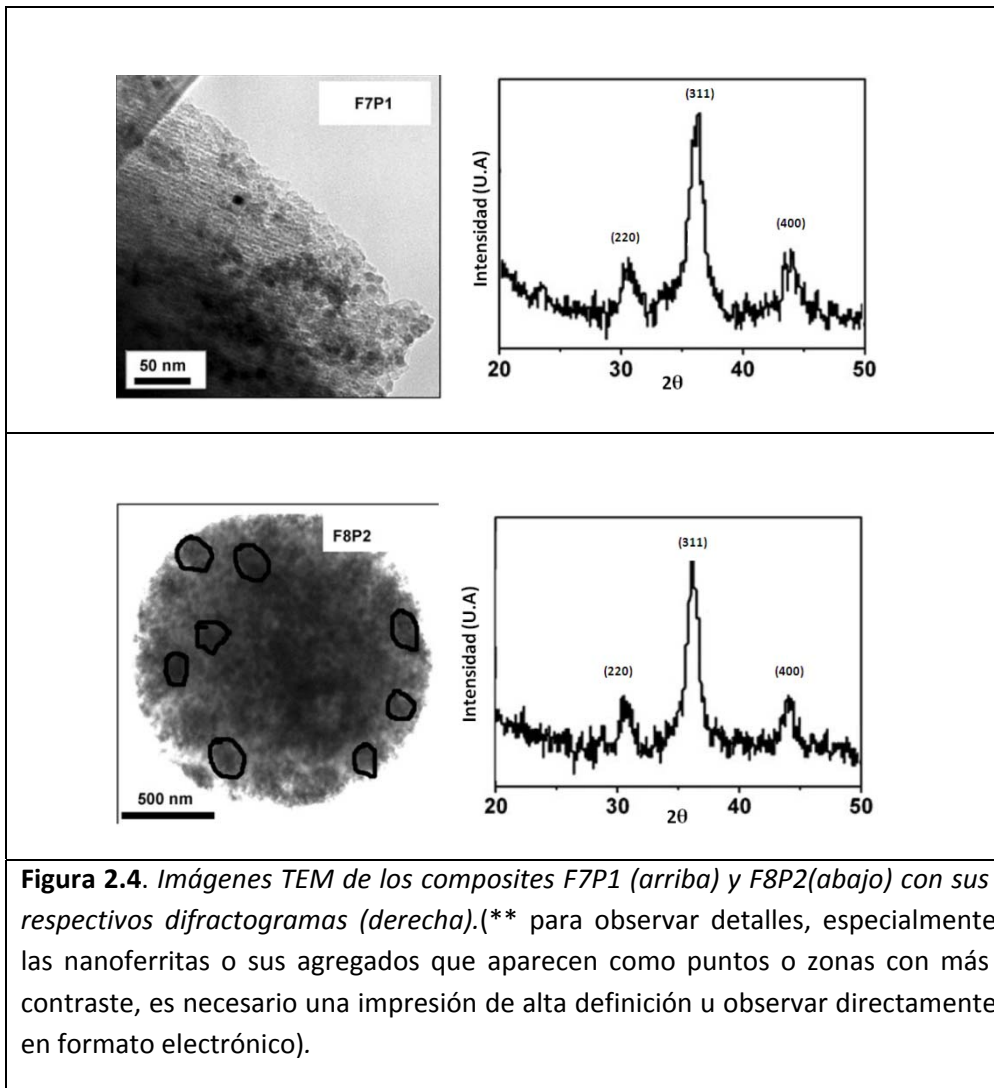 F7P1
50 nm
Intensidad (U.A)
(311)
(220)
(400)
20 30 40 50
2θ
F8P2
500 nm
Intensidad (U.A)
(311)
(220)
(400)
20 30 40 50
2θ
Figura 2.4. Imágenes TEM de los composites F7P1 (arriba) y F8P2(abajo) con sus
respectivos difractogramas (derecha).(** para observar detalles, especialmente
las nanoferritas o sus agregados que aparecen como puntos o zonas con más
contraste, es necesario una impresión de alta definición u observar directamente
en formato electrónico).